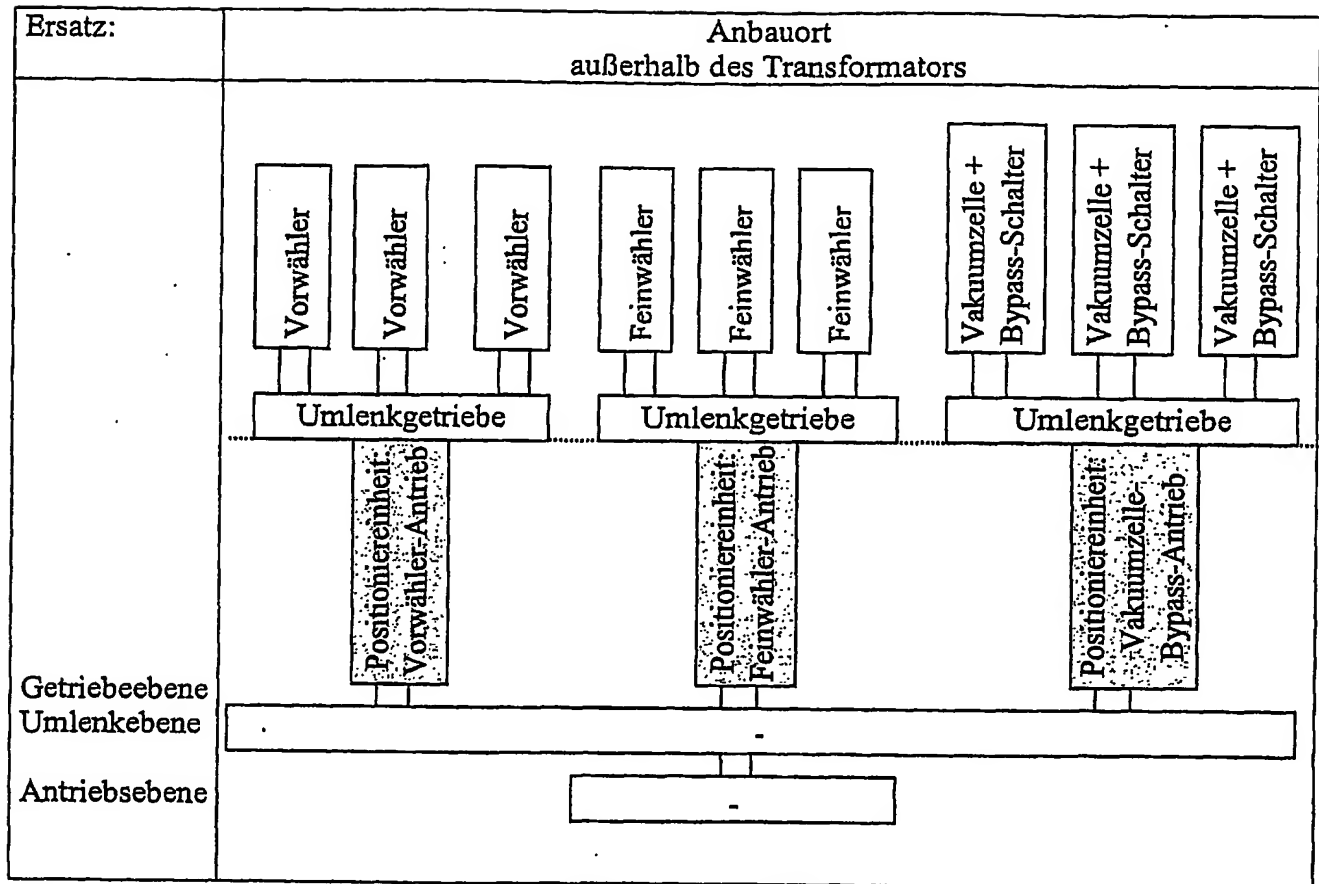 Ersatz:
Anbauort
außerhalb des Transformators
Vorwähler
Vorwähler
Vorwähler
Feinwähler
Feinwähler
Feinwähler
Vakuumzelle +
Bypass-Schalter
Vakuumzelle +
Bypass-Schalter
Vakuumzelle +
Bypass-Schalter
Umlenkgetriebe
Umlenkgetriebe
Umlenkgetriebe
Positioniereinheit:
Vorwähler-Antrieb
Positioniereinheit:
Feinwähler-Antrieb
Positioniereinheit:
Vakuumzelle-
Bypass-Antrieb
Getriebeebene
Umlenkebene
-
Antriebsebene
-